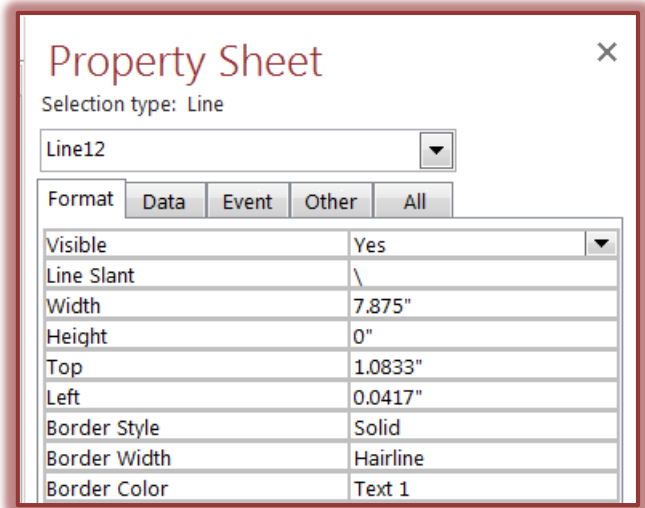 Property Sheet
Selection type: Line
Line12
Format Data Event Other All
Visible Yes
Line Slant \
Width 7.875"
Height 0"
Top 1.0833"
Left 0.0417"
Border Style Solid
Border Width Hairline
Border Color Text 1